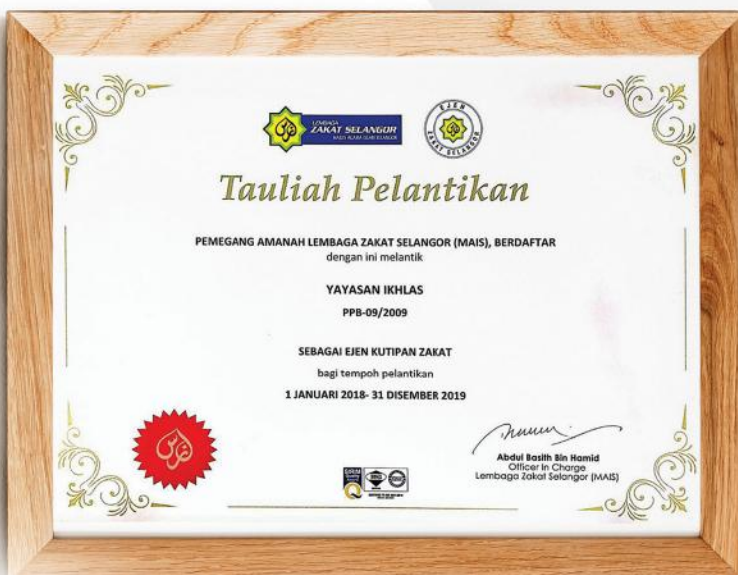 LEMBAGA
ZAKAT SELANGOR
EJEN
ZAKAT SELANGOR
Tauliah Pelantikan
PEMEGANG AMANAH LEMBAGA ZAKAT SELANGOR (MAIS), BERDAFTAR
dengan ini melantik
YAYASAN IKHLAS
PPB-09/2009
SEBAGAI EJEN KUTIPAN ZAKAT
bagi tempoh pelantikan
1 JANUARI 2018- 31 DISEMBER 2019
Abdul Basith Bin Hamid
Officer In Charge
Lembaga Zakat Selangor (MAIS)
SIRIM